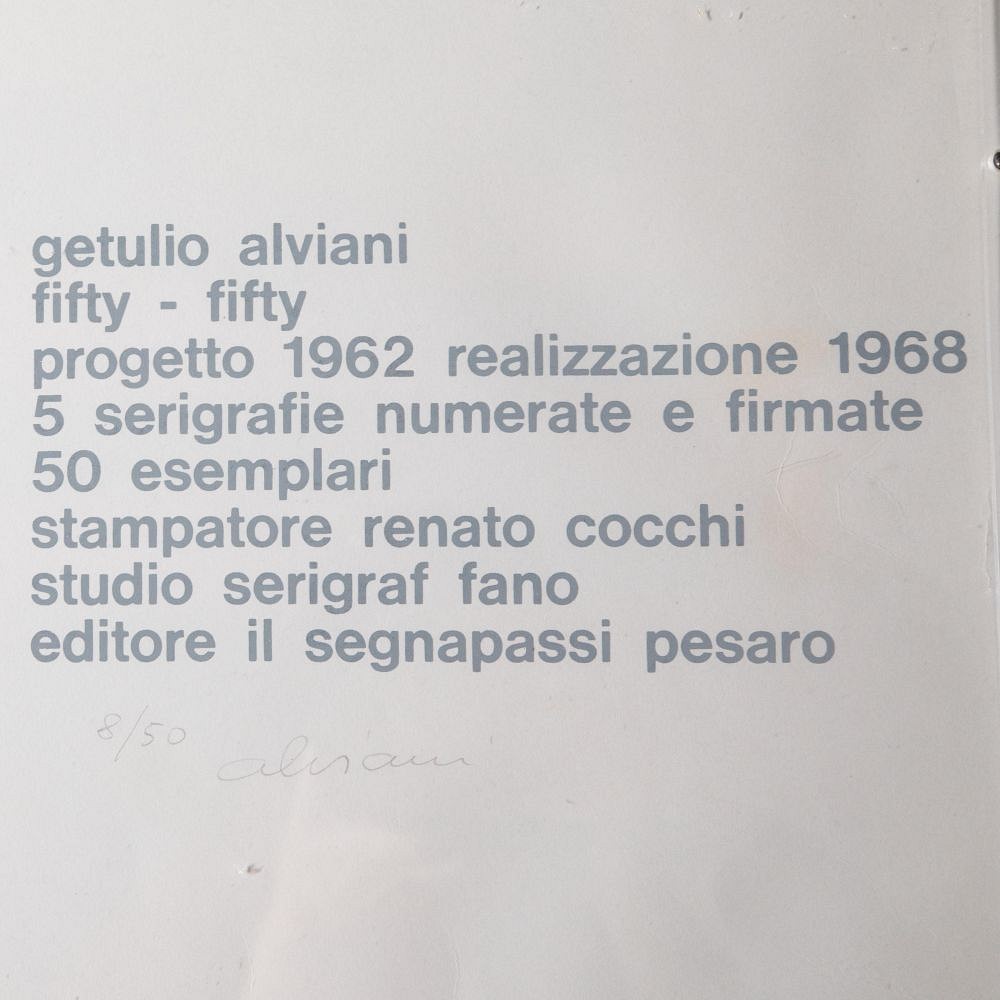 getulio alviani
fifty - fifty
progetto 1962 realizzazione 1968
5 serigrafie numerate e firmate
50 esemplari
stampatore renato cocchi
studio serigraf fano
editore il segnapassi pesaro
8/50 alviani